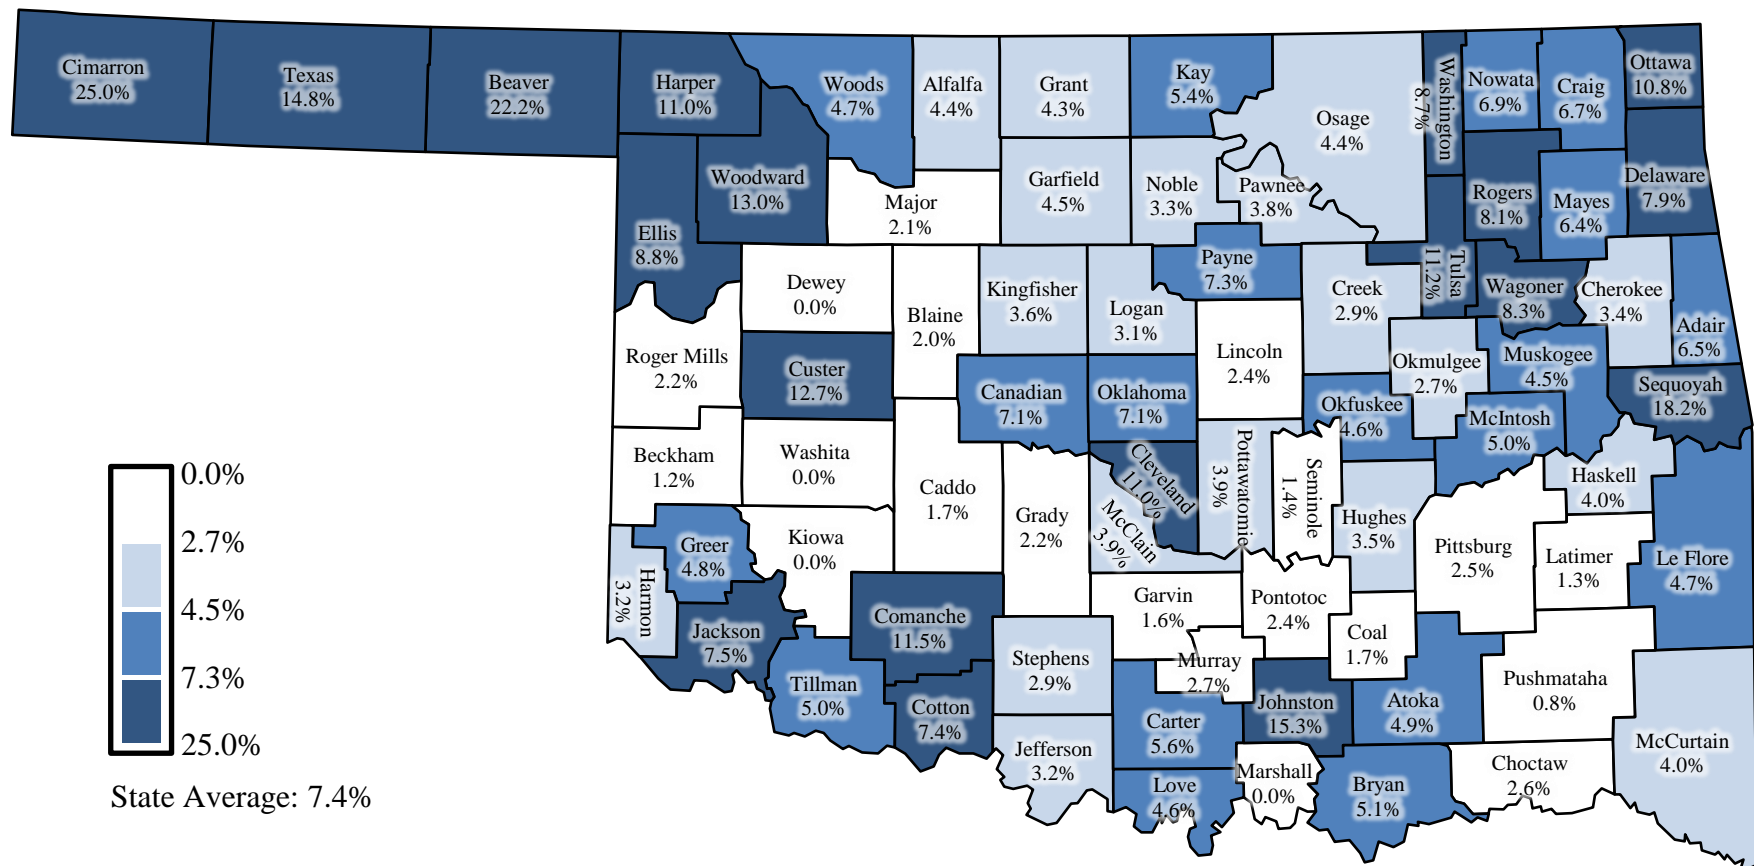 Cimarron
25.0%
Texas
14.8%
Beaver
22.2%
Harper
11.0%
Woods
4.7%
Alfalfa
4.4%
Grant
4.3%
Kay
5.4%
Osage
4.4%
Washington
8.7%
Nowata
6.9%
Craig
6.7%
Ottawa
10.8%
Woodward
13.0%
Ellis
8.8%
Major
2.1%
Garfield
4.5%
Noble
3.3%
Pawnee
3.8%
Rogers
8.1%
Mayes
6.4%
Delaware
7.9%
Dewey
0.0%
Blaine
2.0%
Kingfisher
3.6%
Logan
3.1%
Payne
7.3%
Creek
2.9%
Tulsa
11.2%
Wagoner
8.3%
Cherokee
3.4%
Adair
6.5%
Roger Mills
2.2%
Custer
12.7%
Canadian
7.1%
Oklahoma
7.1%
Lincoln
2.4%
Okmulgee
2.7%
Muskogee
4.5%
Sequoyah
18.2%
Okfuskee
4.6%
McIntosh
5.0%
Beckham
1.2%
Washita
0.0%
Caddo
1.7%
Grady
2.2%
Cleveland
11.0%
McClain
3.9%
Pottawatomie
3.9%
Seminole
1.4%
Hughes
3.5%
Haskell
4.0%
Pittsburg
2.5%
Latimer
1.3%
Le Flore
4.7%
Greer
4.8%
Kiowa
0.0%
Harmon
3.2%
Jackson
7.5%
Comanche
11.5%
Garvin
1.6%
Pontotoc
2.4%
Coal
1.7%
Tillman
5.0%
Cotton
7.4%
Stephens
2.9%
Murray
2.7%
Johnston
15.3%
Atoka
4.9%
Pushmataha
0.8%
McCurtain
4.0%
Jefferson
3.2%
Carter
5.6%
Love
4.6%
Marshall
0.0%
Bryan
5.1%
Choctaw
2.6%
0.0%
2.7%
4.5%
7.3%
25.0%
State Average: 7.4%